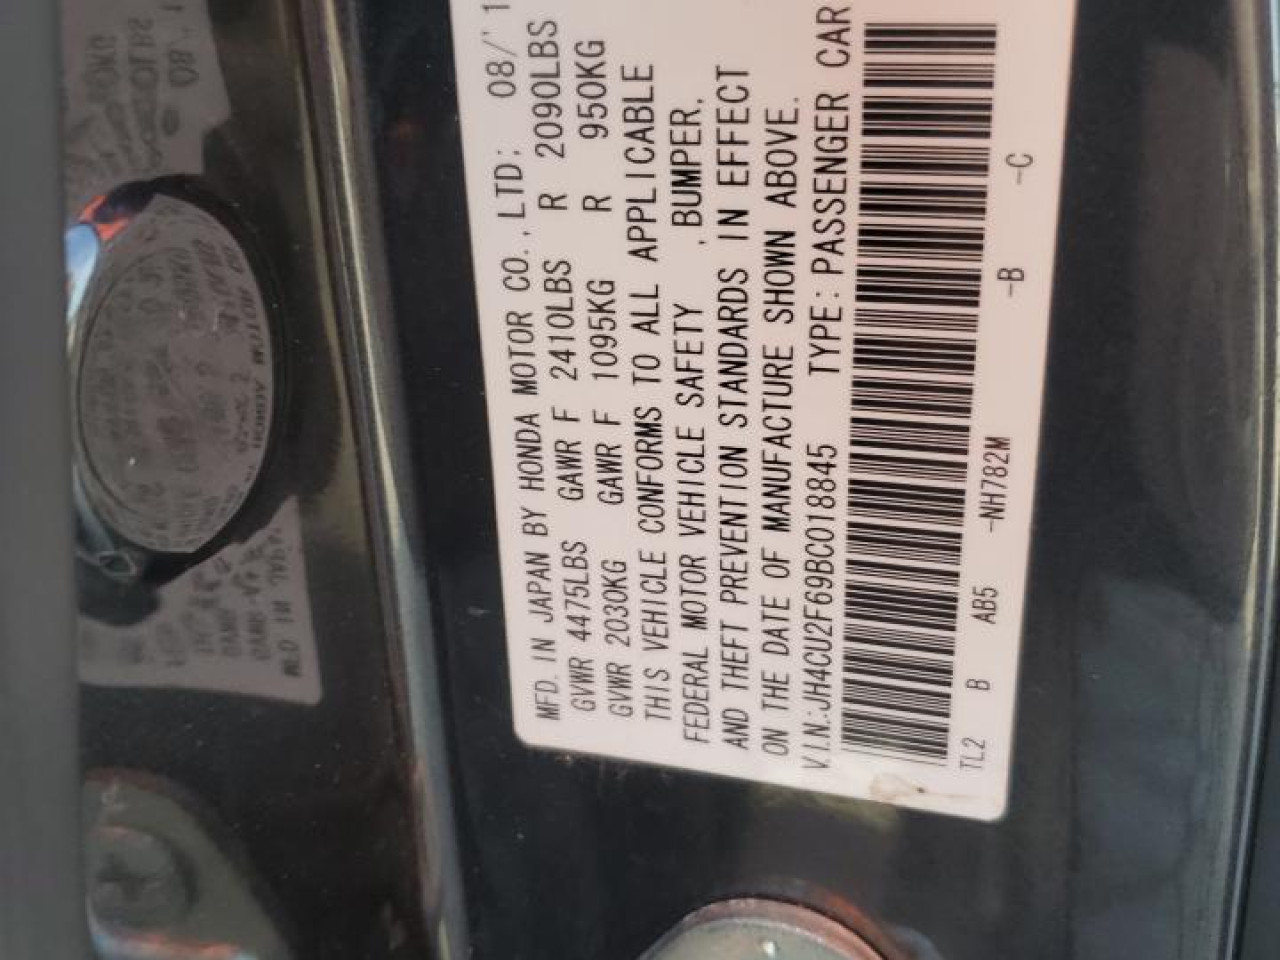 MFD. IN JAPAN BY HONDA MOTOR CO., LTD; 08/'1
GVWR 4475LBS GAWR F 2410LBS R 2090LBS
GVWR 2030KG GAWR F 1095KG R 950KG
THIS VEHICLE CONFORMS TO ALL APPLICABLE
FEDERAL MOTOR VEHICLE SAFETY , BUMPER,
AND THEFT PREVENTION STANDARDS IN EFFECT
ON THE DATE OF MANUFACTURE SHOWN ABOVE.
V.I.N.:JH4CU2F69BC018845 TYPE:PASSENGER CAR
TL2 B AB5 -NH782M -B -C